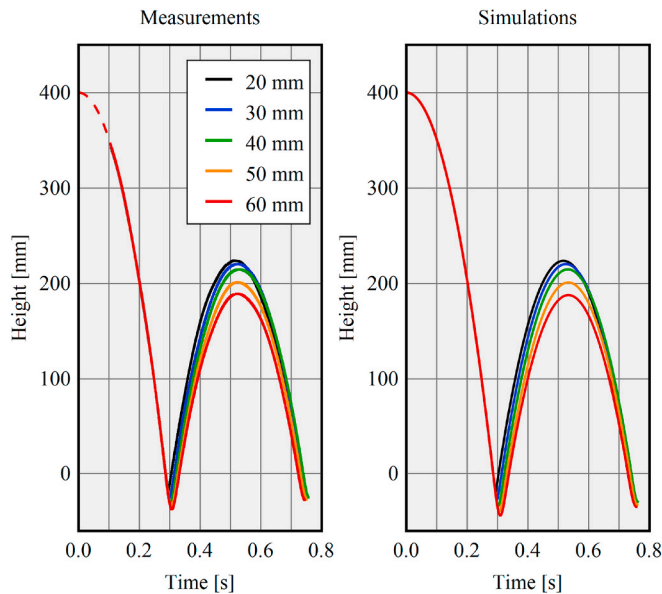 Measurements
Simulations
Height [mm]
400
300
200
100
0
20 mm
30 mm
40 mm
50 mm
60 mm
0.0 0.2 0.4 0.6 0.8
Time [s]
Height [mm]
400
300
200
100
0
0.0 0.2 0.4 0.6 0.8
Time [s]